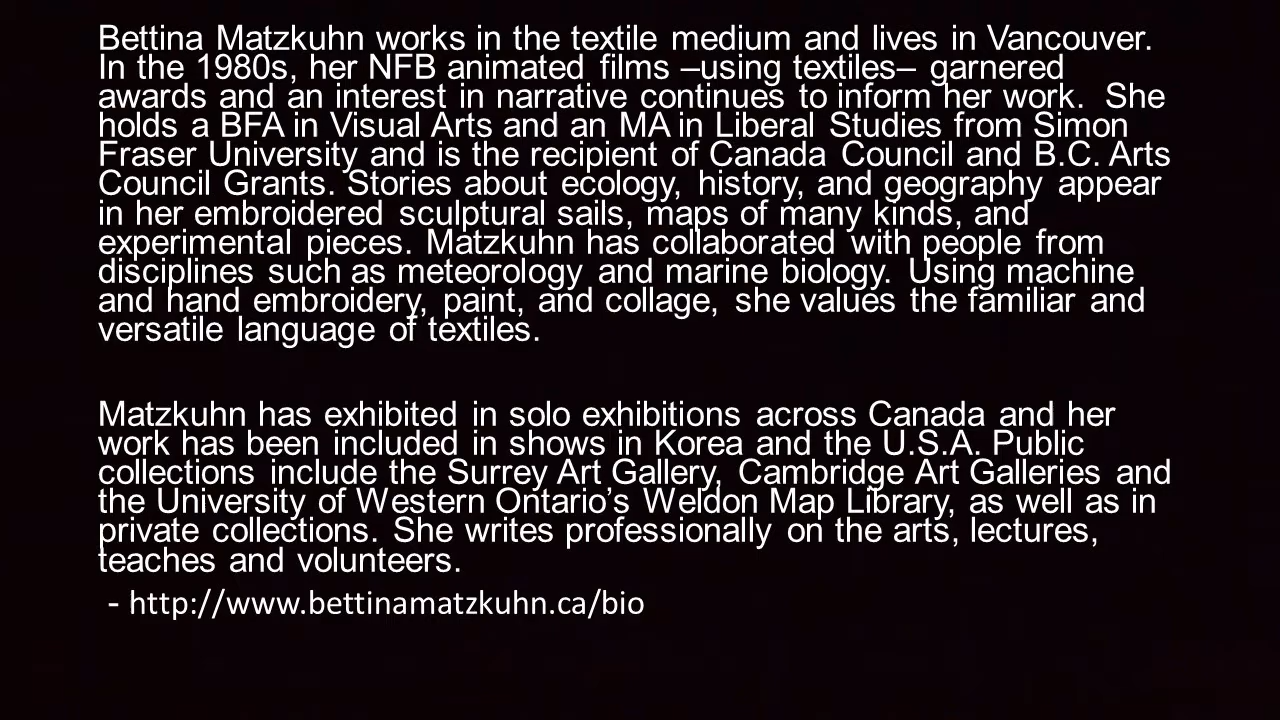 Bettina Matzkuhn works in the textile medium and lives in Vancouver.
In the 1980s, her NFB animated films –using textiles– garnered
awards and an interest in narrative continues to inform her work.  She
holds a BFA in Visual Arts and an MA in Liberal Studies from Simon
Fraser University and is the recipient of Canada Council and B.C. Arts
Council Grants. Stories about ecology, history, and geography appear
in her embroidered sculptural sails, maps of many kinds, and
experimental pieces. Matzkuhn has collaborated with people from
disciplines such as meteorology and marine biology.  Using machine
and hand embroidery, paint, and collage, she values the familiar and
versatile language of textiles.
Matzkuhn has exhibited in solo exhibitions across Canada and her
work has been included in shows in Korea and the U.S.A. Public
collections include the Surrey Art Gallery, Cambridge Art Galleries and
the University of Western Ontario’s Weldon Map Library, as well as in
private collections. She writes professionally on the arts, lectures,
teaches and volunteers.
- http://www.bettinamatzkuhn.ca/bio